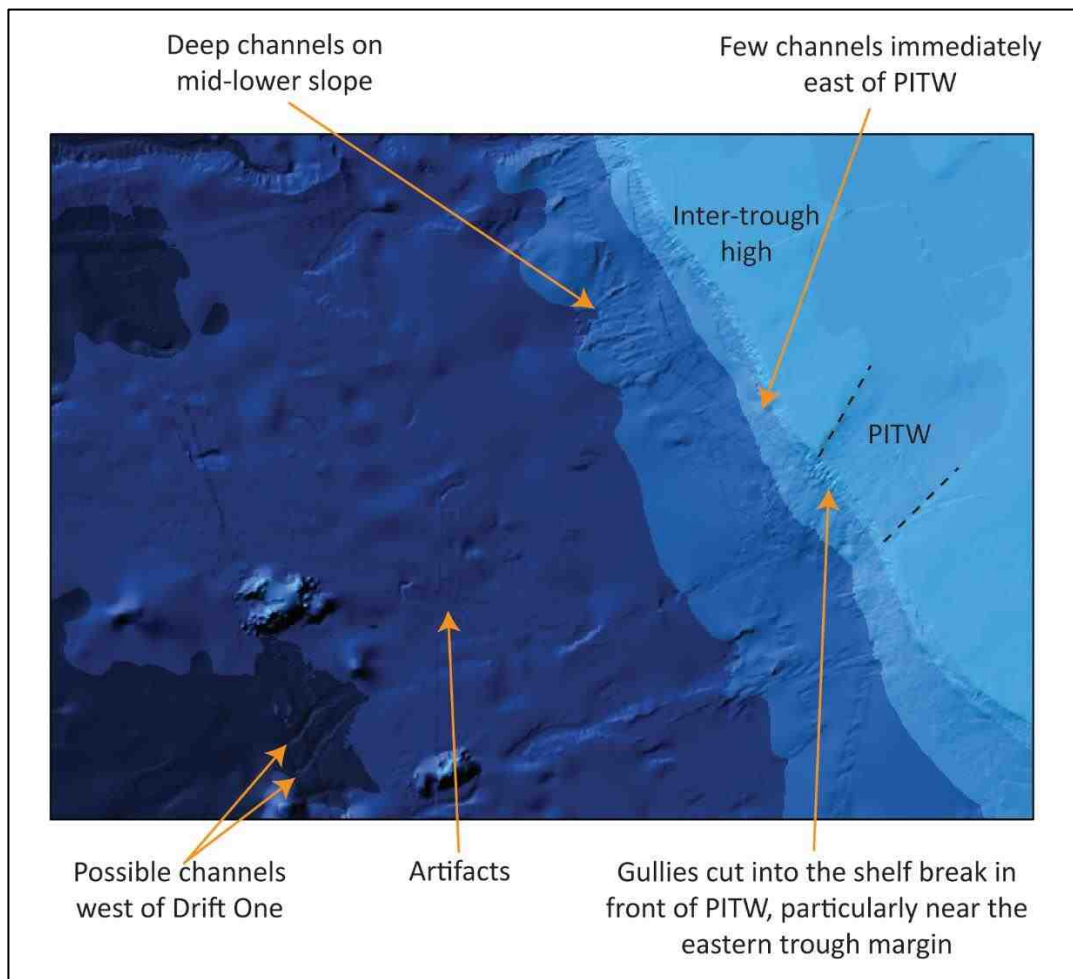 Deep channels on
mid-lower slope
Few channels immediately
east of PITW
Inter-trough
high
PITW
Possible channels
west of Drift One
Artifacts
Gullies cut into the shelf break in
front of PITW, particularly near the
eastern trough margin